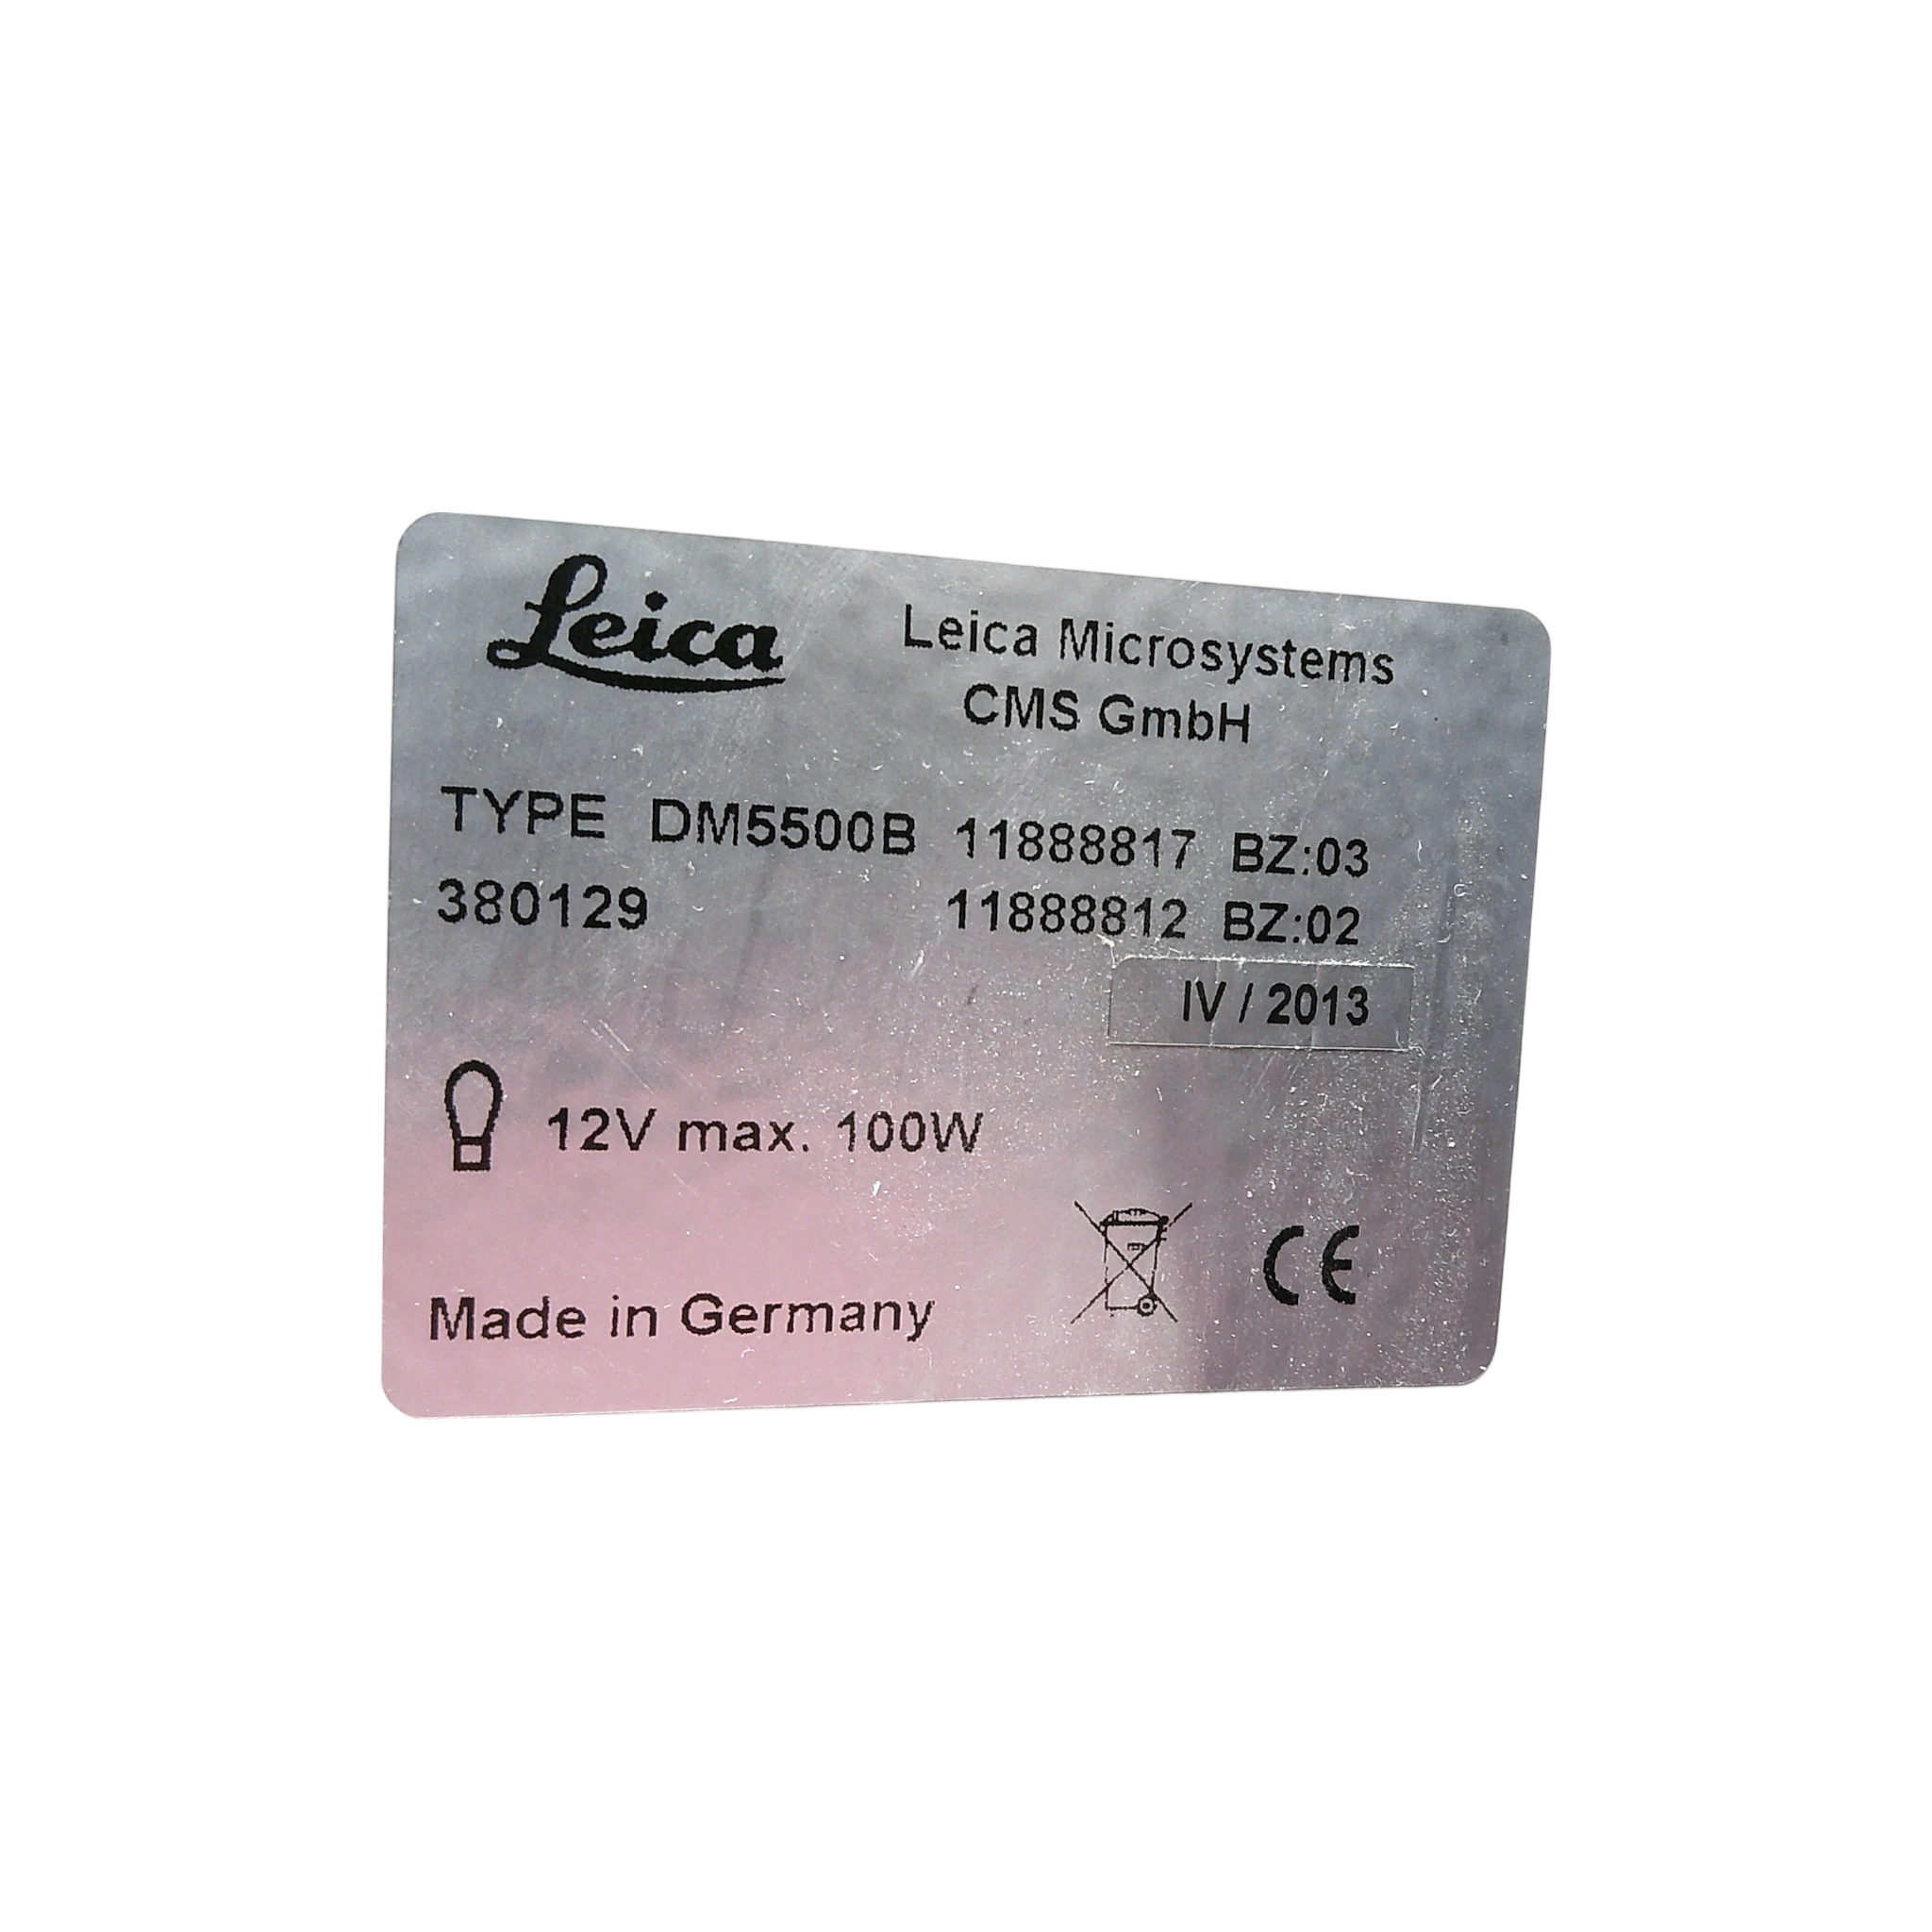 Leica
Leica Microsystems
CMS GmbH
TYPE DM5500B 11888817 BZ:03
380129 11888812 BZ:02
IV / 2013
12V max. 100W
Made in Germany
CE